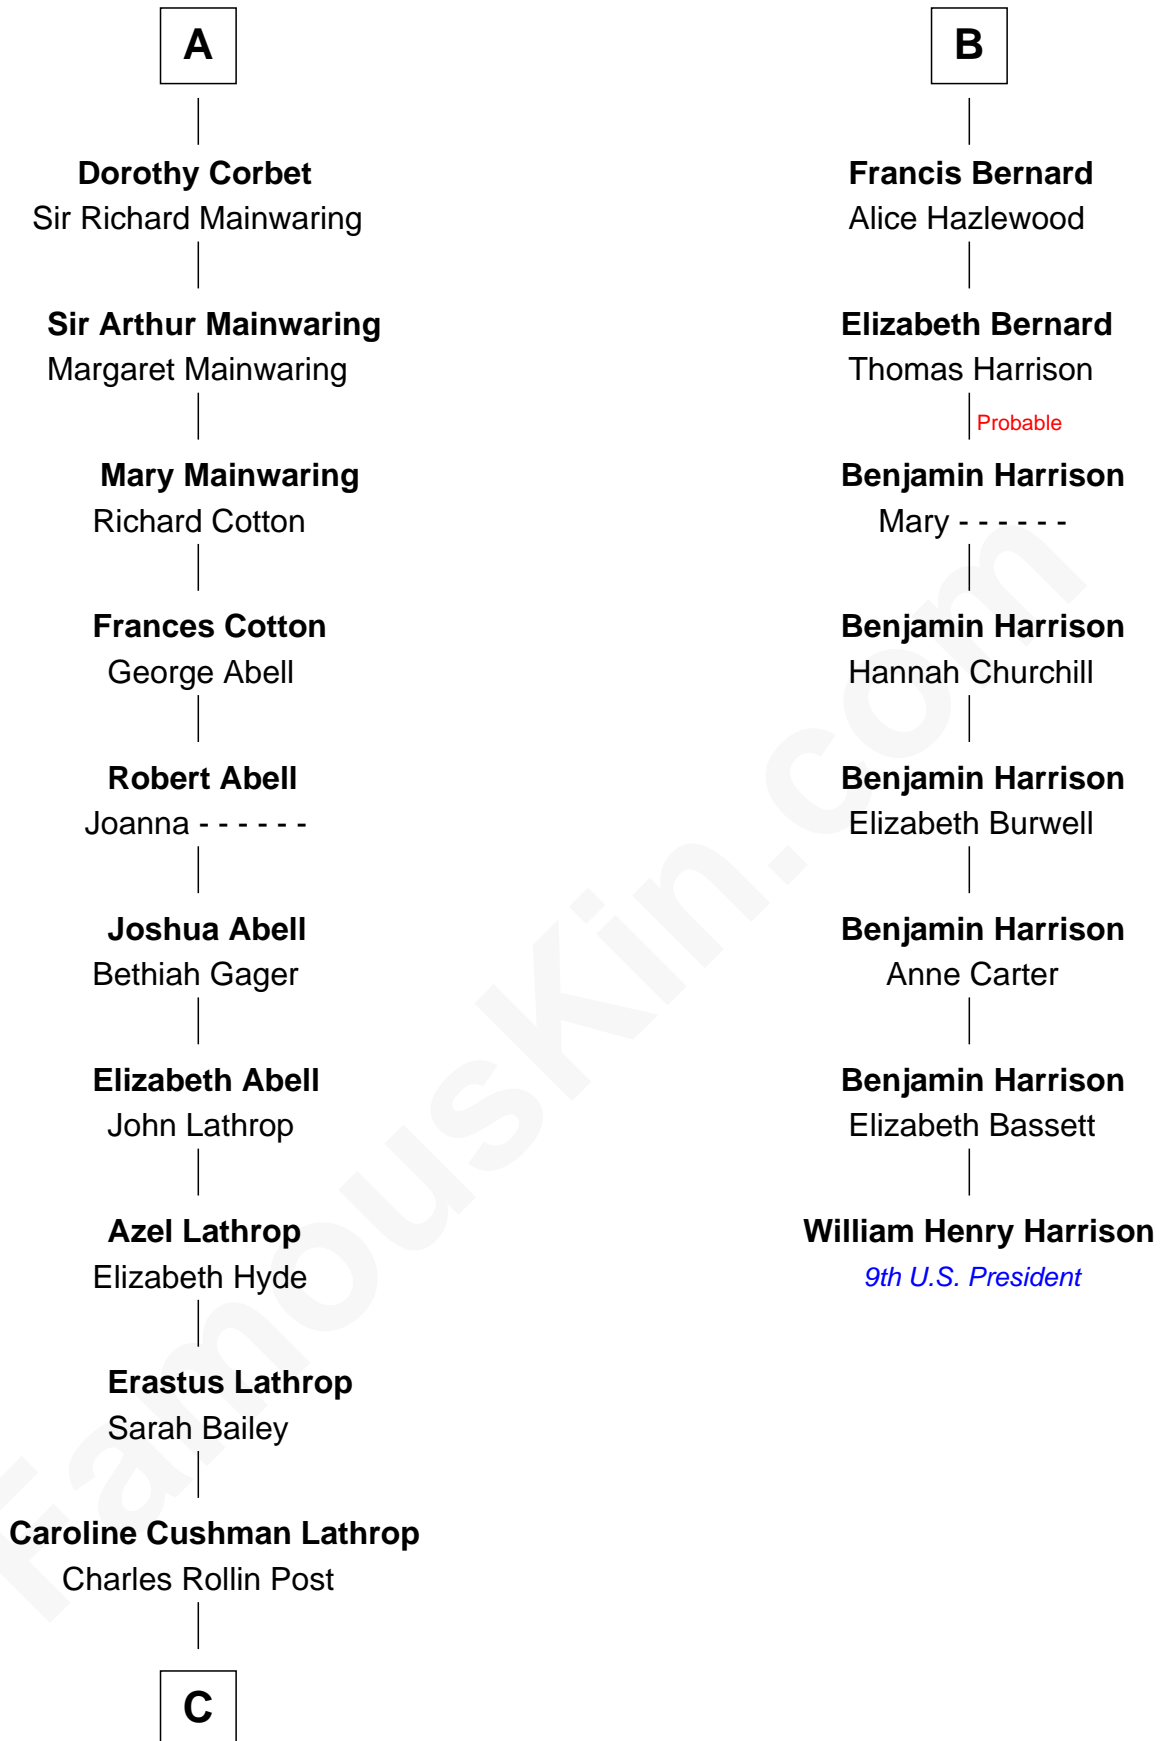 A
Dorothy Corbet
Sir Richard Mainwaring
Sir Arthur Mainwaring
Margaret Mainwaring
Mary Mainwaring
Richard Cotton
Frances Cotton
George Abell
Robert Abell
Joanna - - - - - -
Joshua Abell
Bethiah Gager
Elizabeth Abell
John Lathrop
Azel Lathrop
Elizabeth Hyde
Erastus Lathrop
Sarah Bailey
Caroline Cushman Lathrop
Charles Rollin Post
C
B
Francis Bernard
Alice Hazlewood
Elizabeth Bernard
Thomas Harrison
Probable
Benjamin Harrison
Mary - - - - - -
Benjamin Harrison
Hannah Churchill
Benjamin Harrison
Elizabeth Burwell
Benjamin Harrison
Anne Carter
Benjamin Harrison
Elizabeth Bassett
William Henry Harrison
9th U.S. President
FamousKin.com